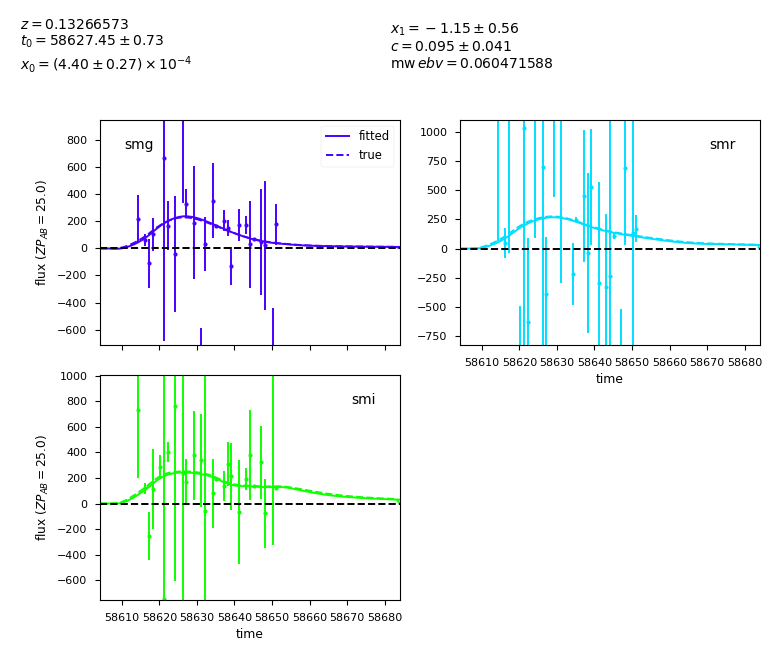 z = 0.13266573
t₀ = 58627.45 ± 0.73
x₀ = (4.40 ± 0.27) × 10⁻⁴
x₁ = −1.15 ± 0.56
c = 0.095 ± 0.041
mw ebv = 0.060471588
smg
fitted
true
800
600
400
200
0
−200
−400
−600
flux (ZP_AB = 25.0)
smr
1000
750
500
250
0
−250
−500
−750
58610 58620 58630 58640 58650 58660 58670 58680
time
smi
1000
800
600
400
200
0
−200
−400
−600
flux (ZP_AB = 25.0)
58610 58620 58630 58640 58650 58660 58670 58680
time